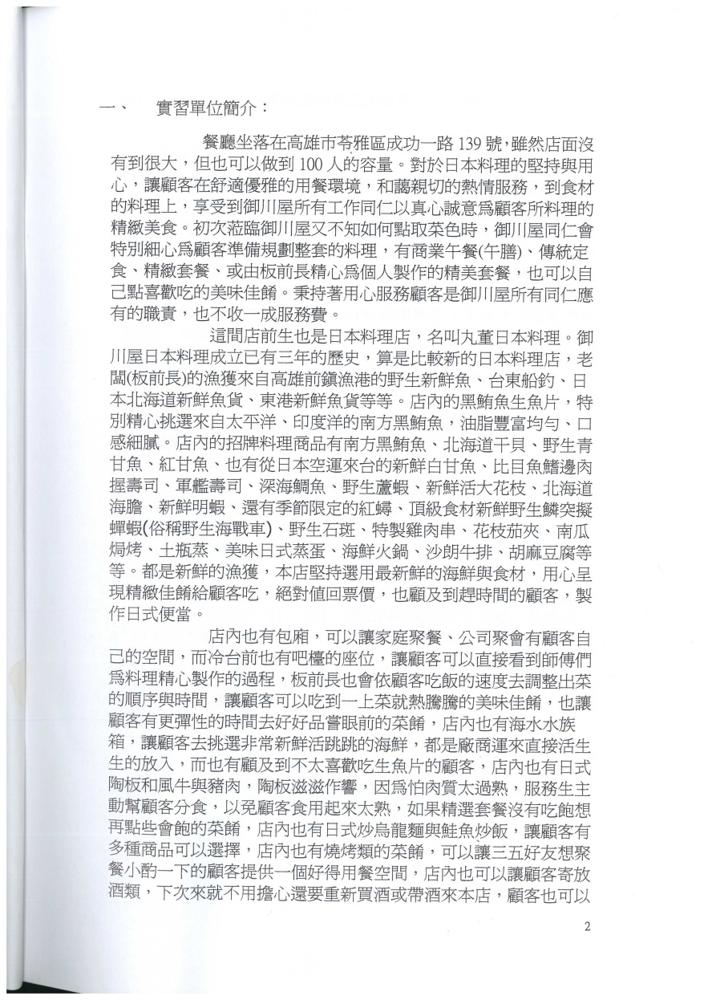 一、 實習單位簡介：
餐廳坐落在高雄市苓雅區成功一路 139 號，雖然店面沒
有到很大，但也可以做到 100 人的容量。對於日本料理的堅持與用
心，讓顧客在舒適優雅的用餐環境，和藹親切的熱情服務，到食材
的料理上，享受到御川屋所有工作同仁以真心誠意為顧客所料理的
精緻美食。初次蒞臨御川屋又不知如何點取菜色時，御川屋同仁會
特別細心為顧客準備規劃整套的料理，有商業午餐(午膳)、傳統定
食、精緻套餐、或由板前長精心為個人製作的精美套餐，也可以自
己點喜歡吃的美味佳餚。秉持著用心服務顧客是御川屋所有同仁應
有的職責，也不收一成服務費。
這間店前生也是日本料理店，名叫丸董日本料理。御
川屋日本料理成立已有三年的歷史，算是比較新的日本料理店，老
闆(板前長)的漁獲來自高雄前鎮漁港的野生新鮮魚、台東船釣、日
本北海道新鮮魚貨、東港新鮮魚貨等等。店內的黑鮪魚生魚片，特
別精心挑選來自太平洋、印度洋的南方黑鮪魚，油脂豐富均勻、口
感細膩。店內的招牌料理商品有南方黑鮪魚、北海道干貝、野生青
甘魚、紅甘魚、也有從日本空運來台的新鮮白甘魚、比目魚鰭邊肉
握壽司、軍艦壽司、深海鯛魚、野生蘆蝦、新鮮活大花枝、北海道
海膽、新鮮明蝦、還有季節限定的紅蟳、頂級食材新鮮野生鱗突擬
蟬蝦(俗稱野生海戰車)、野生石斑、特製雞肉串、花枝茄夾、南瓜
焗烤、土瓶蒸、美味日式蒸蛋、海鮮火鍋、沙朗牛排、胡麻豆腐等
等。都是新鮮的漁獲，本店堅持選用最新鮮的海鮮與食材，用心呈
現精緻佳餚給顧客吃，絕對值回票價，也顧及到趕時間的顧客，製
作日式便當。
店內也有包廂，可以讓家庭聚餐、公司聚會有顧客自
己的空間，而冷台前也有吧檯的座位，讓顧客可以直接看到師傅們
為料理精心製作的過程，板前長也會依顧客吃飯的速度去調整出菜
的順序與時間，讓顧客可以吃到一上菜就熱騰騰的美味佳餚，也讓
顧客有更彈性的時間去好好品嘗眼前的菜餚，店內也有海水水族
箱，讓顧客去挑選非常新鮮活跳跳的海鮮，都是廠商運來直接活生
生的放入，而也有顧及到不太喜歡吃生魚片的顧客，店內也有日式
陶板和風牛與豬肉，陶板滋滋作響，因為怕肉質太過熟，服務生主
動幫顧客分食，以免顧客食用起來太熟，如果精選套餐沒有吃飽想
再點些會飽的菜餚，店內也有日式炒烏龍麵與鮭魚炒飯，讓顧客有
多種商品可以選擇，店內也有燒烤類的菜餚，可以讓三五好友想聚
餐小酌一下的顧客提供一個好得用餐空間，店內也可以讓顧客寄放
酒類，下次來就不用擔心還要重新買酒或帶酒來本店，顧客也可以
2